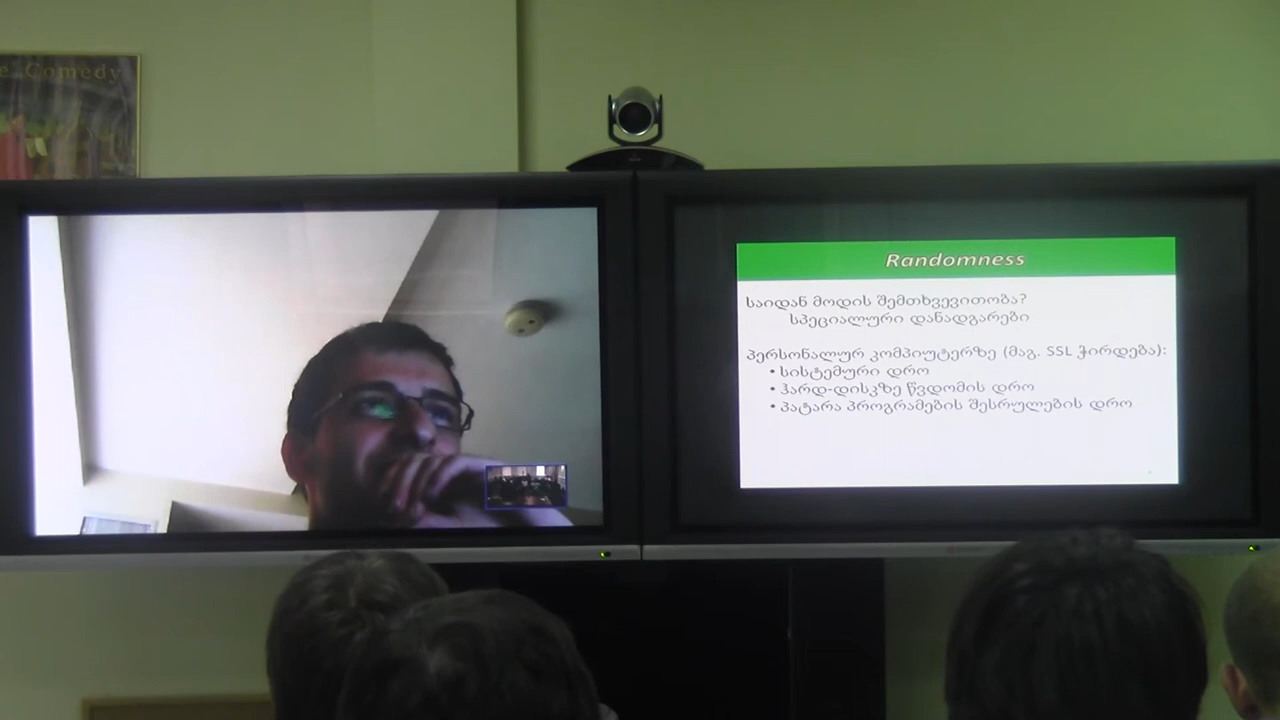 e Comedy
Randomness
საიდან მოდის შემთხვევითობა?
სპეციალური დანადგარები
პერსონალურ კომპიუტერზე (მაგ. SSL ჭირდება):
• სისტემური დრო
• ჰარდ-დისკზე წვდომის დრო
• პატარა პროგრამების შესრულების დრო